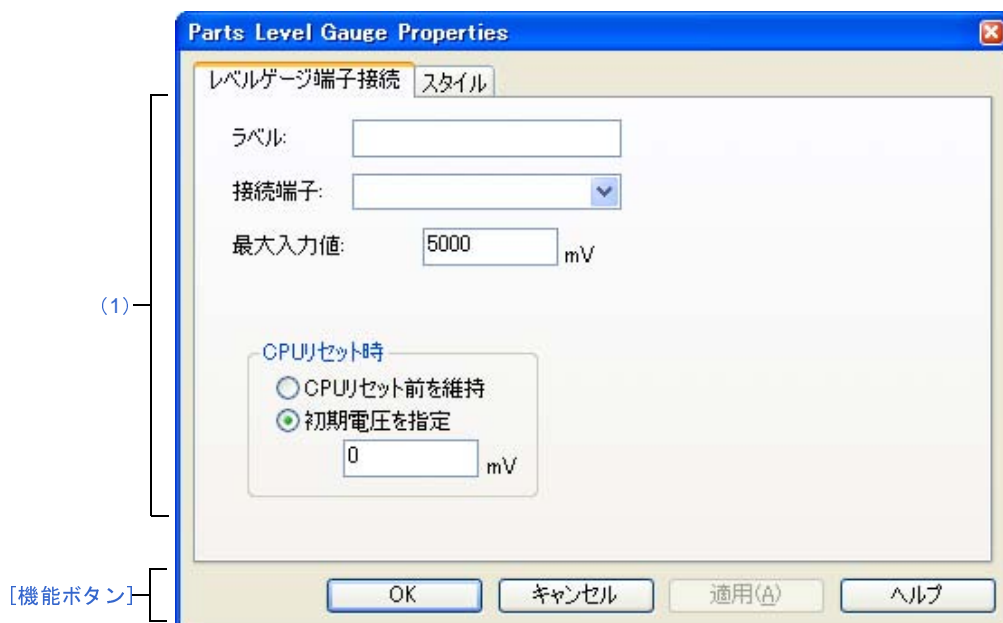 Parts Level Gauge Properties
レベルゲージ端子接続 スタイル
ラベル:
接続端子:
最大入力値: 5000 mV
(1)
CPUリセット時
CPUリセット前を維持
初期電圧を指定
0 mV
[機能ボタン]
OK キャンセル 適用(A) ヘルプ